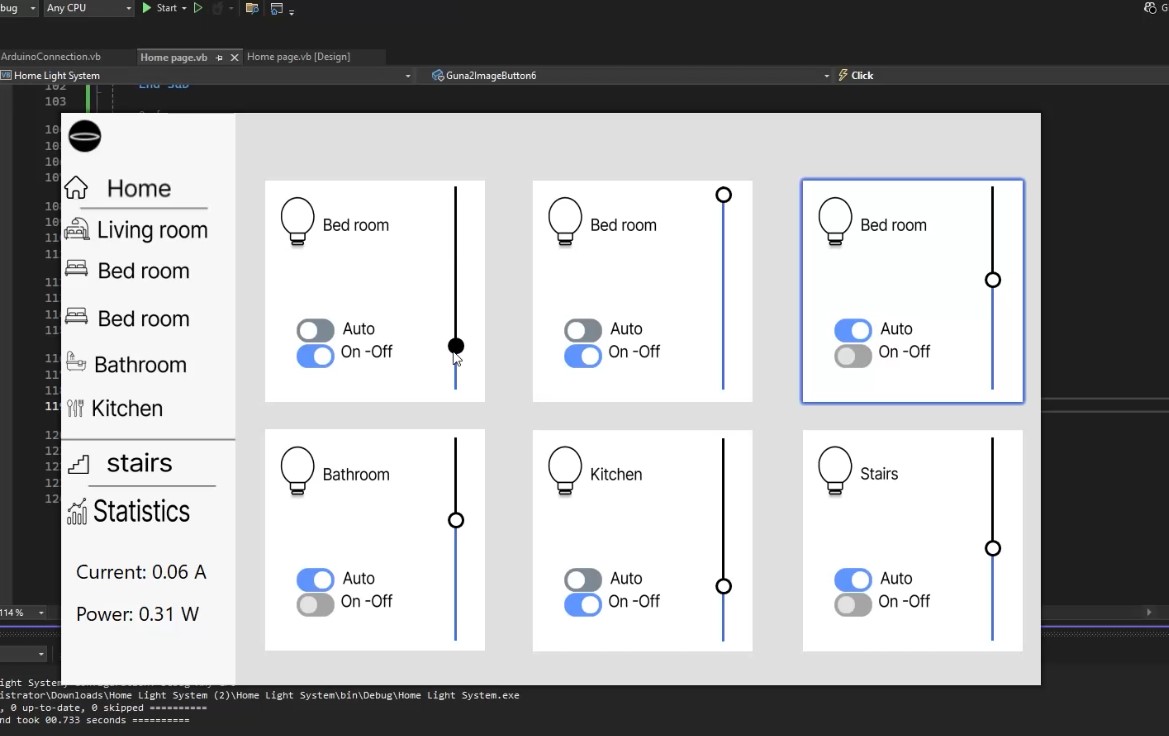 bug Any CPU Start
ArduinoConnection.vb Home page.vb Home page.vb [Design]
Home Light System Guna2ImageButton6 Click
102 End Sub
103
Home
Living room
Bed room
Bed room
Bathroom
Kitchen
stairs
Statistics
Current: 0.06 A
Power: 0.31 W
Bed room
Auto
On -Off
Bed room
Auto
On -Off
Bed room
Auto
On -Off
Bathroom
Auto
On -Off
Kitchen
Auto
On -Off
Stairs
Auto
On -Off
114 %
istrator\Downloads\Home Light System (2)\Home Light System\bin\Debug\Home Light System.exe
, 0 up-to-date, 0 skipped ==========
nd took 00.733 seconds ==========